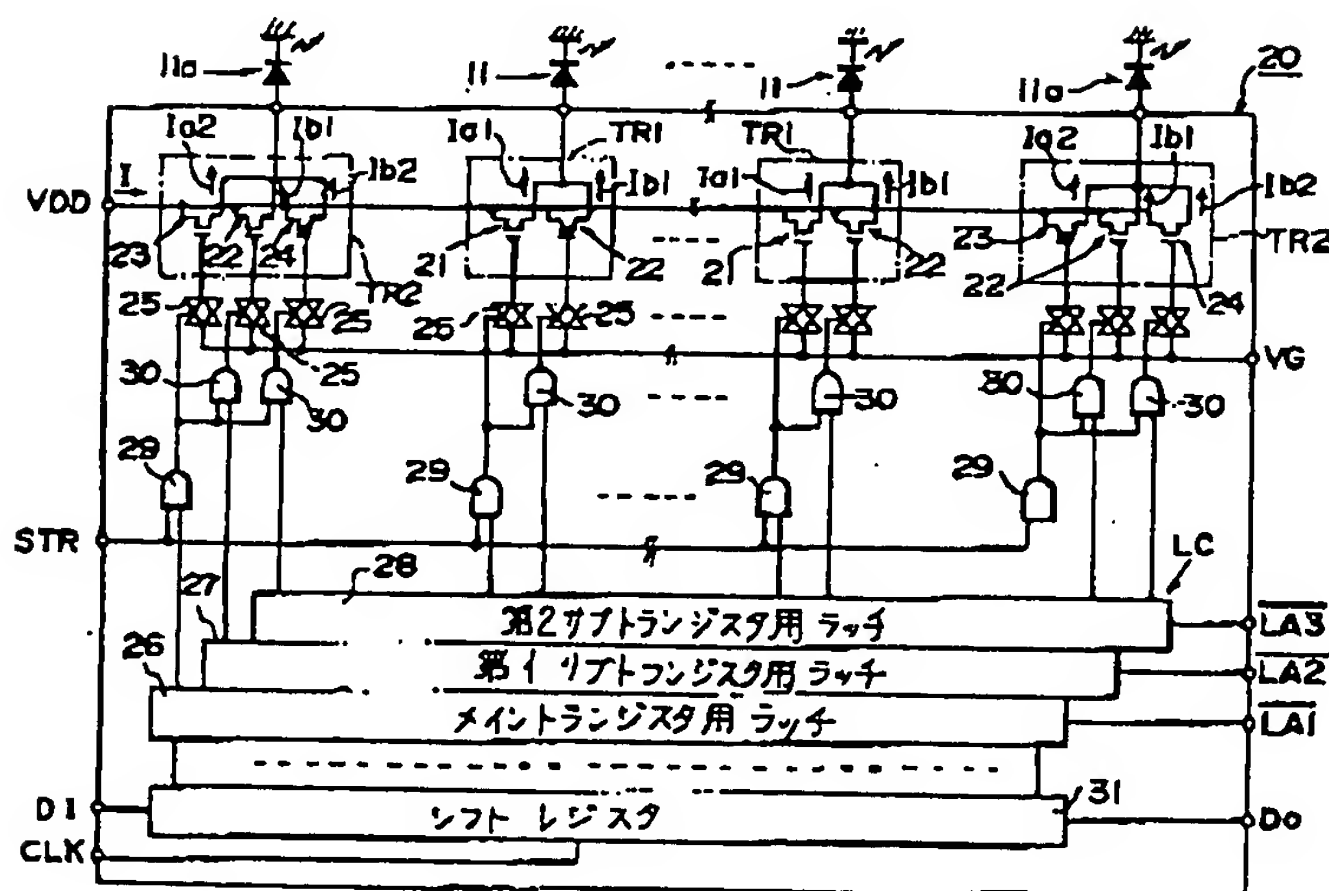 11a 11 11 11a 20
Ia2 Ib1 Ia1 TR1 TR1 Ia2 Ib1
I Ib2 Ib1 Ia1 Ib1 Ib2
VDD
23 22 24 21 22 2 22 23 22 24 TR2
TR2
25 25 25 25
30 25 VG
30 30 30 80 30
29 29 29 29
STR
28 LC
27 第2サブトランジスタ用 ラッチ LA3
26 第1 リプトランジスタ用 ラッチ LA2
メイントランジスタ用 ラッチ LA1
DI シフト レジスタ 31 Do
CLK